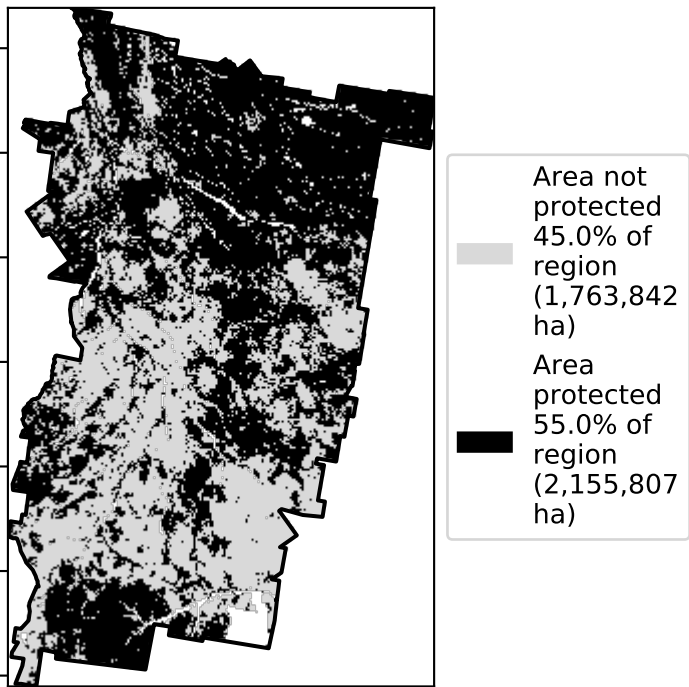 Area not
protected
45.0% of
region
(1,763,842
ha)
Area
protected
55.0% of
region
(2,155,807
ha)